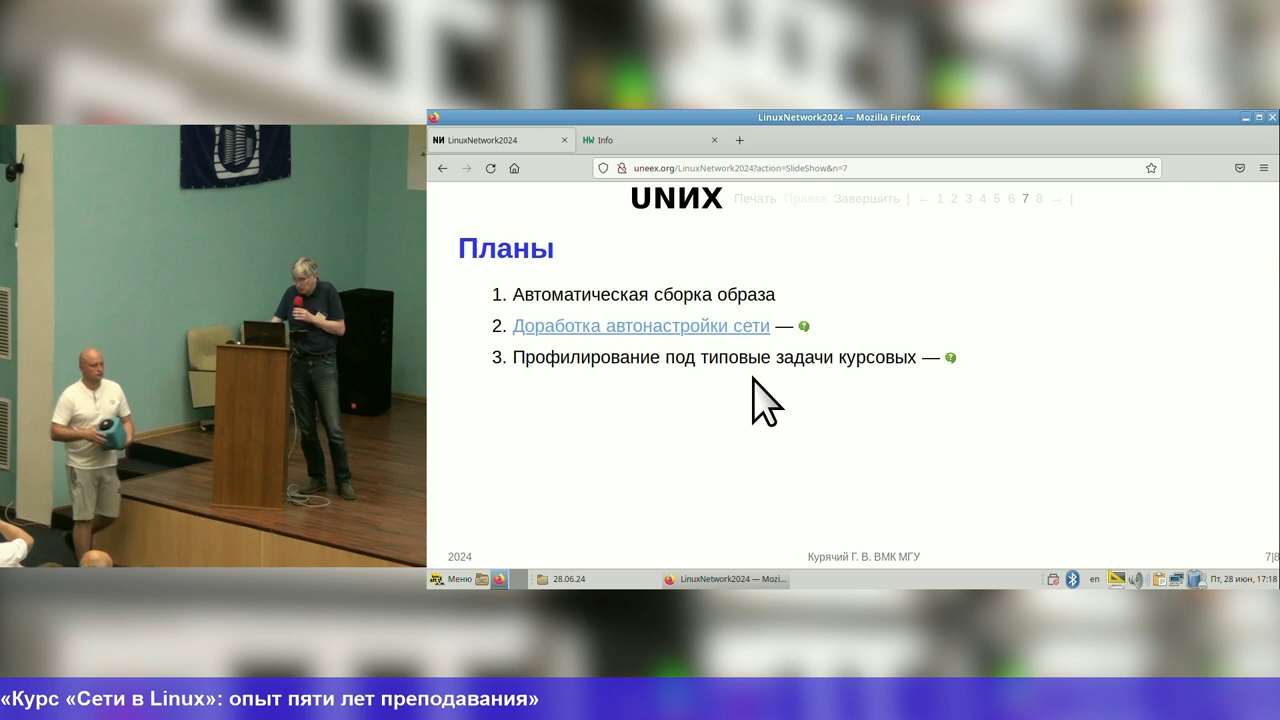 LinuxNetwork2024 — Mozilla Firefox
LinuxNetwork2024
HW Info
uneex.org/LinuxNetwork2024?action=SlideShow&n=7
UNИX Печать Правка Завершить | ← 1 2 3 4 5 6 7 8 → |
Планы
1. Автоматическая сборка образа
2. Доработка автонастройки сети —
3. Профилирование под типовые задачи курсовых —
2024 Курячий Г. В. ВМК МГУ 7|8
Меню 28.06.24 LinuxNetwork2024 — Mozi... en Пт, 28 июн, 17:18
«Курс «Сети в Linux»: опыт пяти лет преподавания»